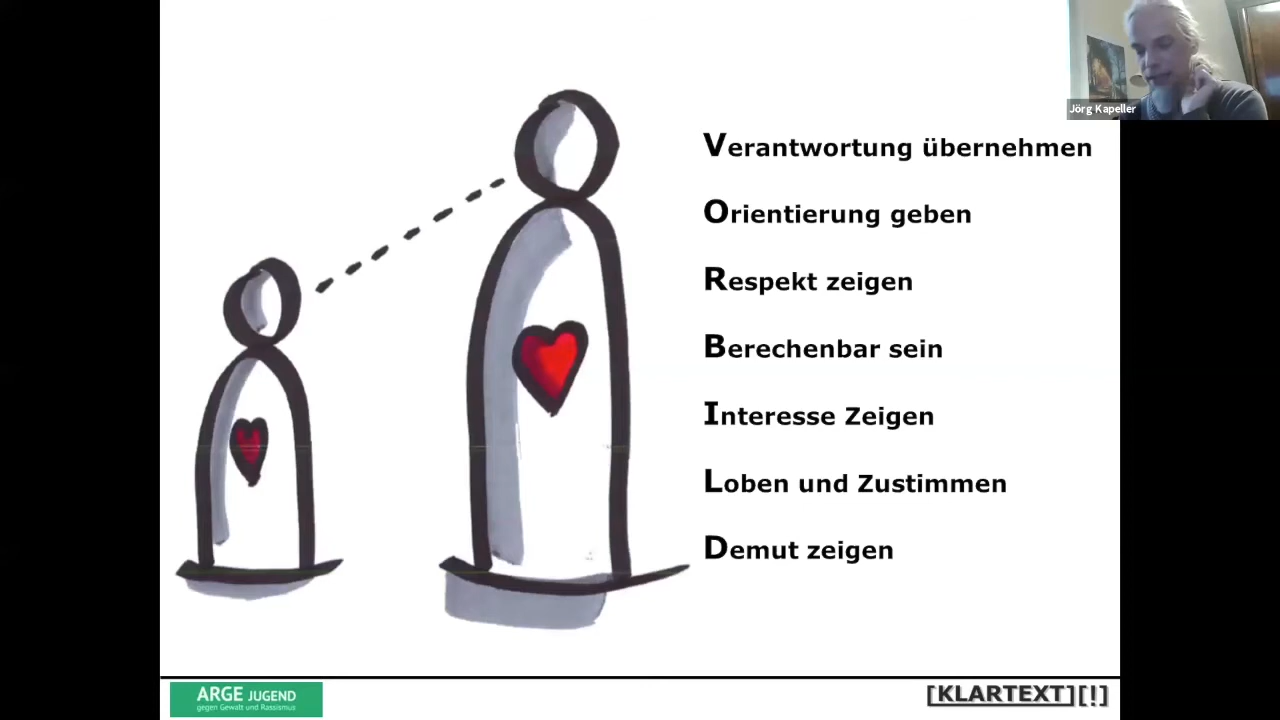 Jörg Kapeller
Verantwortung übernehmen
Orientierung geben
Respekt zeigen
Berechenbar sein
Interesse Zeigen
Loben und Zustimmen
Demut zeigen
ARGE JUGEND
gegen Gewalt und Rassismus
[KLARTEXT][!]